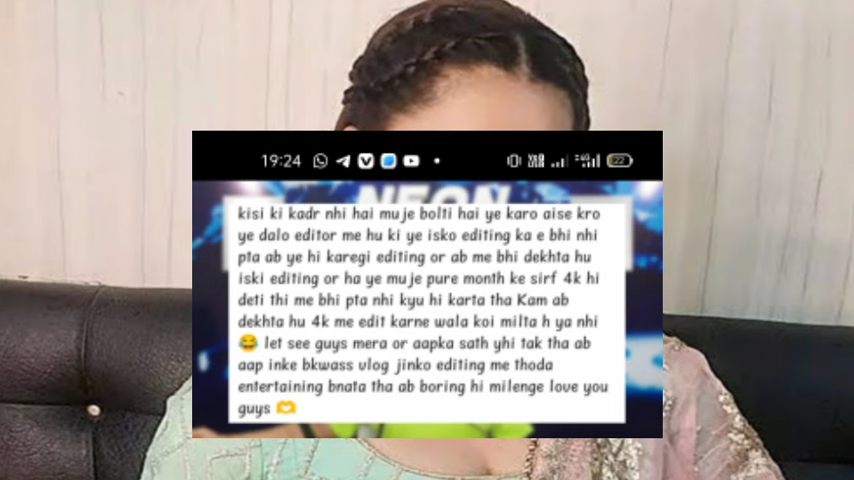 19:24
VoLTE
4G
22
NEON
kisi ki kadr nhi hai muje bolti hai ye karo aise kro
ye dalo editor me hu ki ye isko editing ka e bhi nhi
pta ab ye hi karegi editing or ab me bhi dekhta hu
iski editing or ha ye muje pure month ke sirf 4k hi
deti thi me bhi pta nhi kyu hi karta tha Kam ab
dekhta hu 4k me edit karne wala koi milta h ya nhi
😂 let see guys mera or aapka sath yhi tak tha ab
aap inke bkwass vlog jinko editing me thoda
entertaining bnata tha ab boring hi milenge love you
guys 🫶